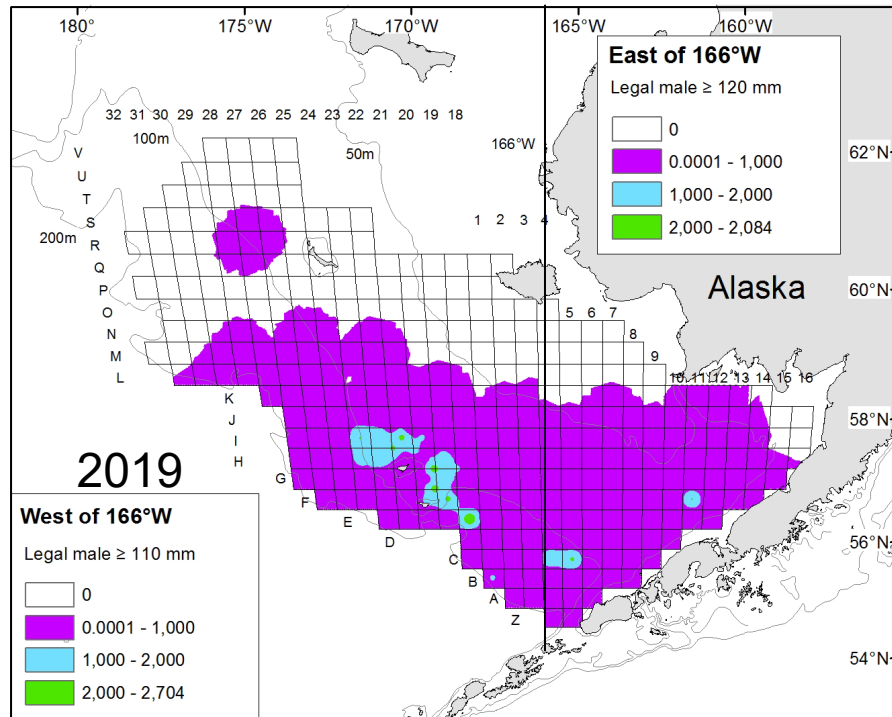 180°
175°W
170°W
165°W
160°W
East of 166°W
Legal male ≥ 120 mm
0
0.0001 - 1,000
1,000 - 2,000
2,000 - 2,084
32 31 30 29 28 27 26 25 24 23 22 21 20 19 18
100m
50m
166°W
62°N
V
U
T
S
R
Q
P
O
N
M
L
200m
1 2 3 4
60°N
Alaska
5 6 7
8
9
10 11 12 13 14 15 16
58°N
K
J
I
H
G
F
E
D
C
B
A
Z
56°N
54°N
2019
West of 166°W
Legal male ≥ 110 mm
0
0.0001 - 1,000
1,000 - 2,000
2,000 - 2,704